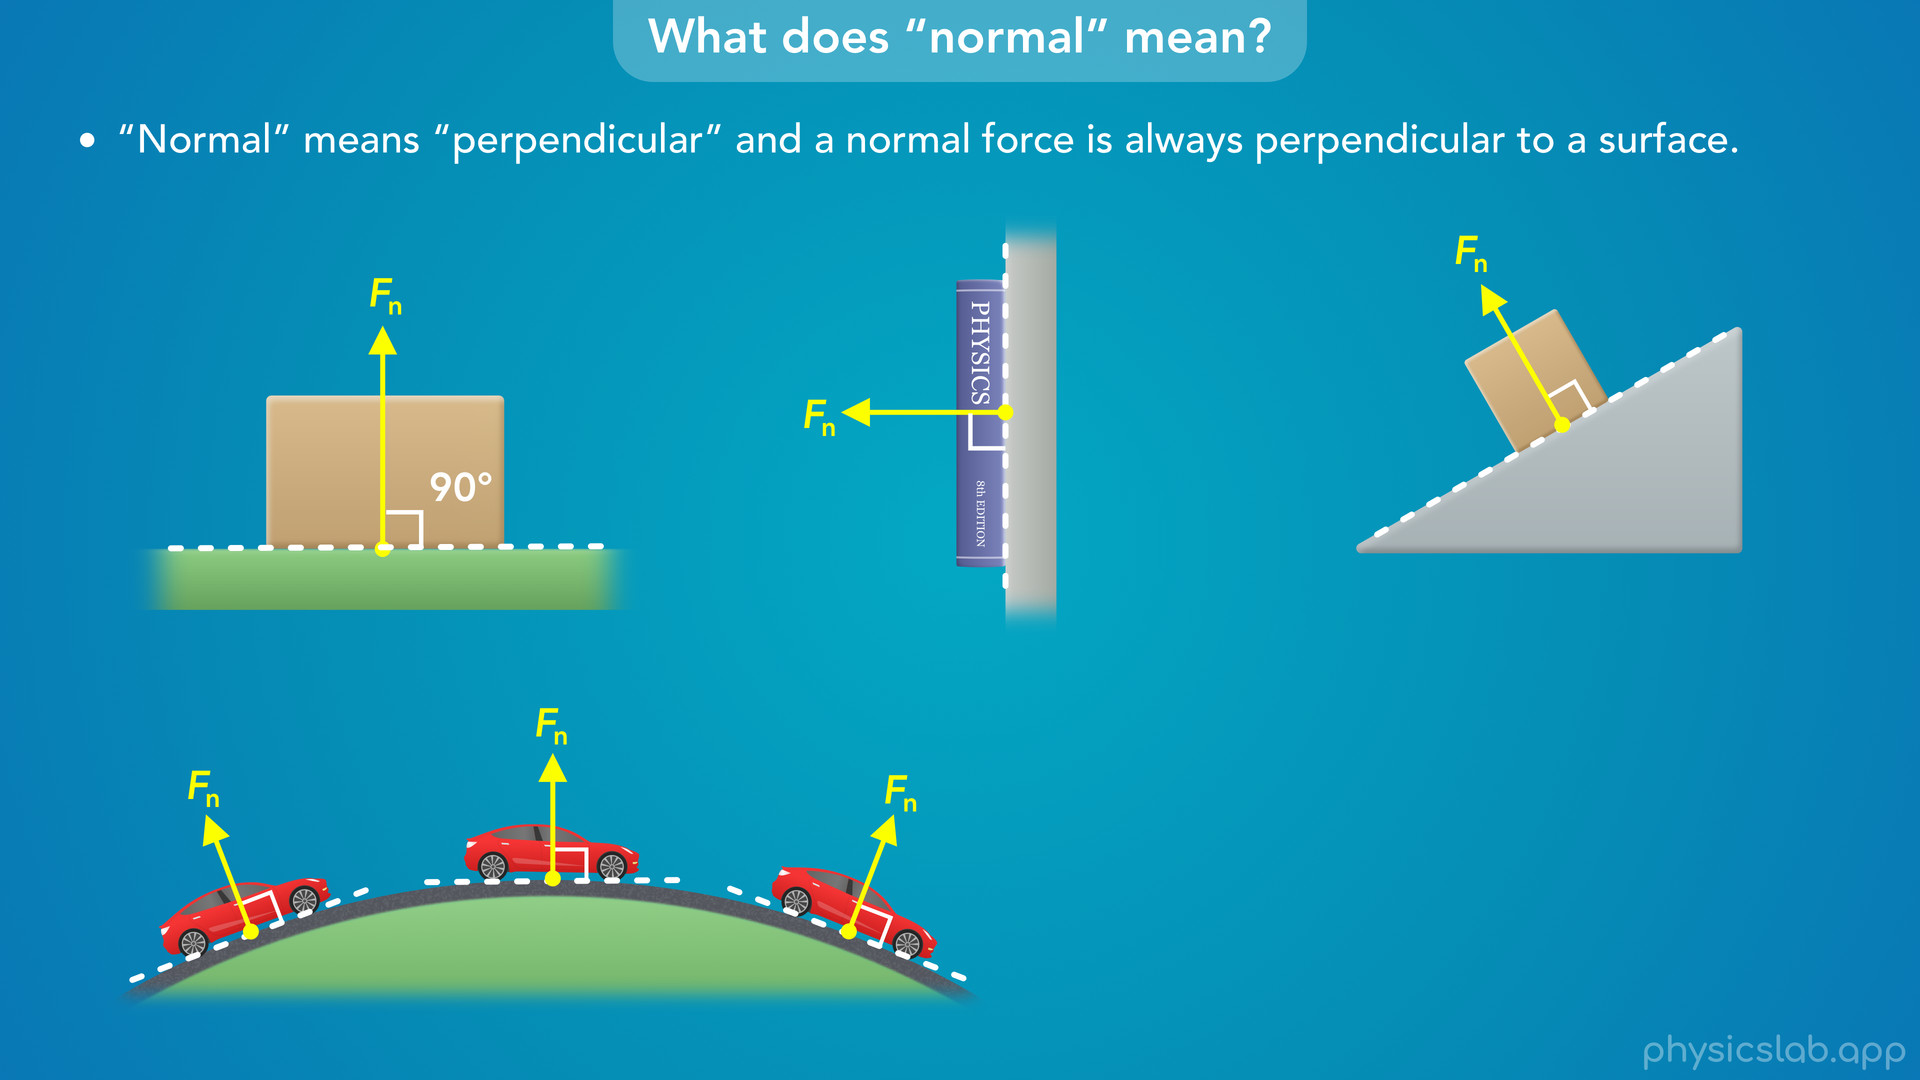 What does “normal” mean?
• “Normal” means “perpendicular” and a normal force is always perpendicular to a surface.
Fn
90°
Fn
PHYSICS
8th EDITION
Fn
Fn
Fn
Fn
physicslab.app